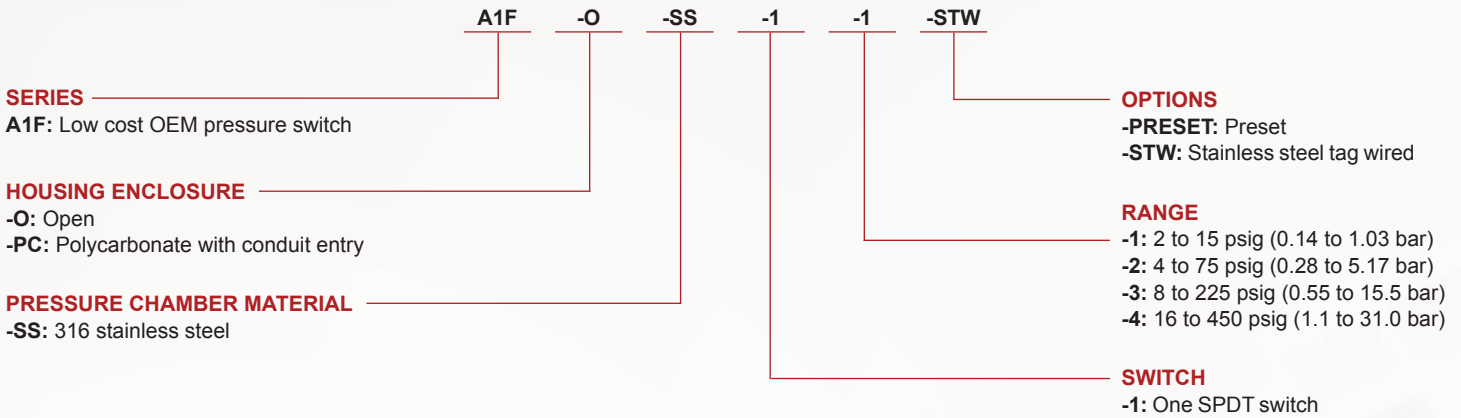 A1F -O -SS -1 -1 -STW
SERIES
A1F: Low cost OEM pressure switch
HOUSING ENCLOSURE
-O: Open
-PC: Polycarbonate with conduit entry
PRESSURE CHAMBER MATERIAL
-SS: 316 stainless steel
OPTIONS
-PRESET: Preset
-STW: Stainless steel tag wired
RANGE
-1: 2 to 15 psig (0.14 to 1.03 bar)
-2: 4 to 75 psig (0.28 to 5.17 bar)
-3: 8 to 225 psig (0.55 to 15.5 bar)
-4: 16 to 450 psig (1.1 to 31.0 bar)
SWITCH
-1: One SPDT switch